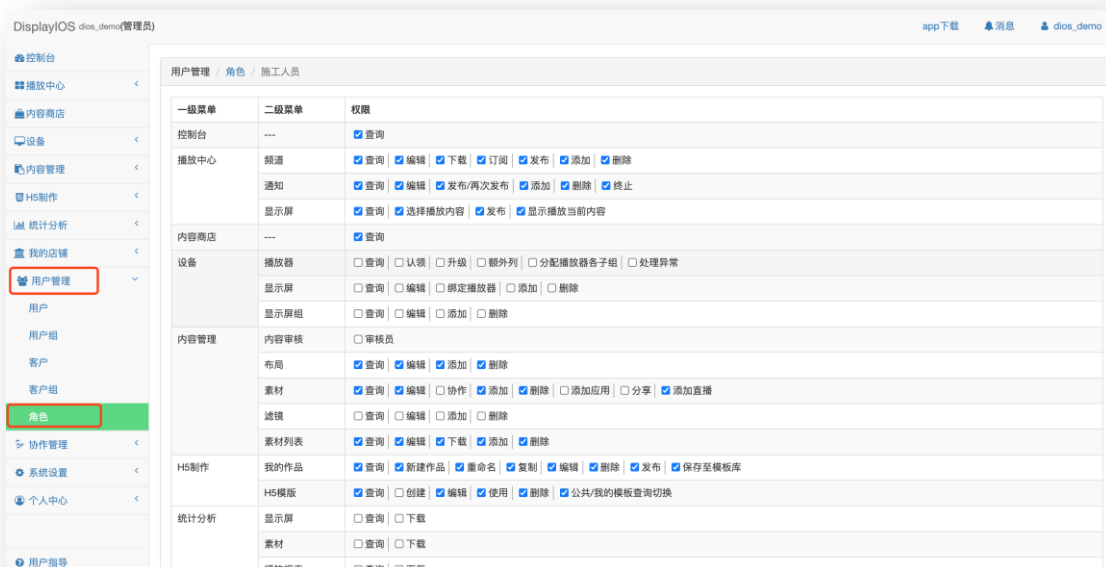 DisplayIOS dios_demo(管理员)
app下载 消息 dios_demo
控制台
播放中心
内容商店
设备
内容管理
H5制作
统计分析
我的店铺
用户管理
用户
用户组
客户
客户组
角色
协作管理
系统设置
个人中心
用户指导
用户管理 / 角色 / 施工人员
一级菜单 二级菜单 权限
控制台 --- 查询
播放中心 频道 查询 编辑 下载 订阅 发布 添加 删除
通知 查询 编辑 发布/再次发布 添加 删除 终止
显示屏 查询 选择播放内容 发布 显示播放当前内容
内容商店 --- 查询
设备 播放器 查询 认领 升级 额外列 分配播放器各子组 处理异常
显示屏 查询 编辑 绑定播放器 添加 删除
显示屏组 查询 编辑 添加 删除
内容管理 内容审核 审核员
布局 查询 编辑 添加 删除
素材 查询 编辑 协作 添加 删除 添加应用 分享 添加直播
滤镜 查询 编辑 添加 删除
素材列表 查询 编辑 下载 添加 删除
H5制作 我的作品 查询 新建作品 重命名 复制 编辑 删除 发布 保存至模板库
H5模版 查询 创建 编辑 使用 删除 公共/我的模板查询切换
统计分析 显示屏 查询 下载
素材 查询 下载